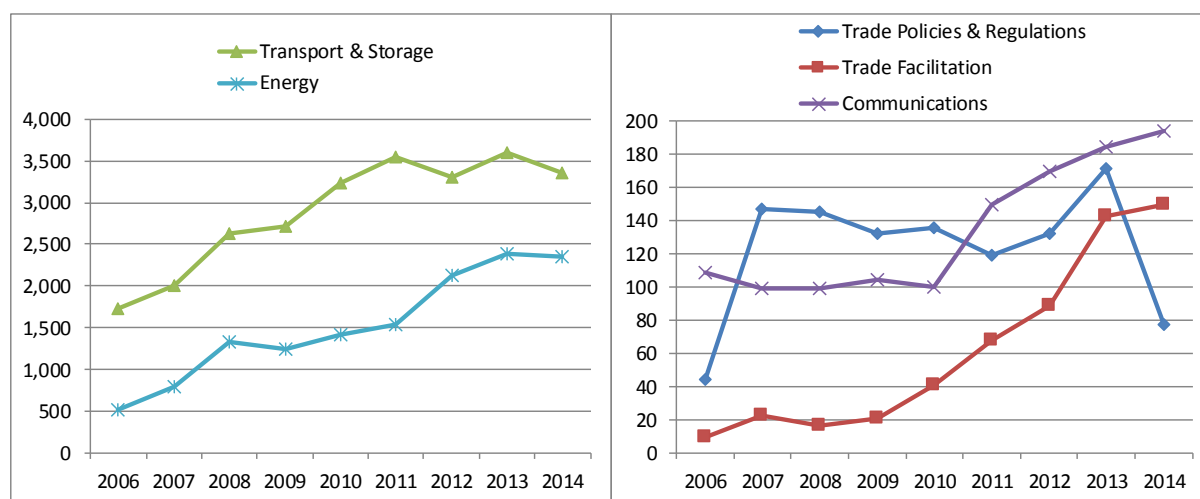 Transport & Storage
Energy
4,000
3,500
3,000
2,500
2,000
1,500
1,000
500
0
2006 2007 2008 2009 2010 2011 2012 2013 2014
Trade Policies & Regulations
Trade Facilitation
Communications
200
180
160
140
120
100
80
60
40
20
0
2006 2007 2008 2009 2010 2011 2012 2013 2014